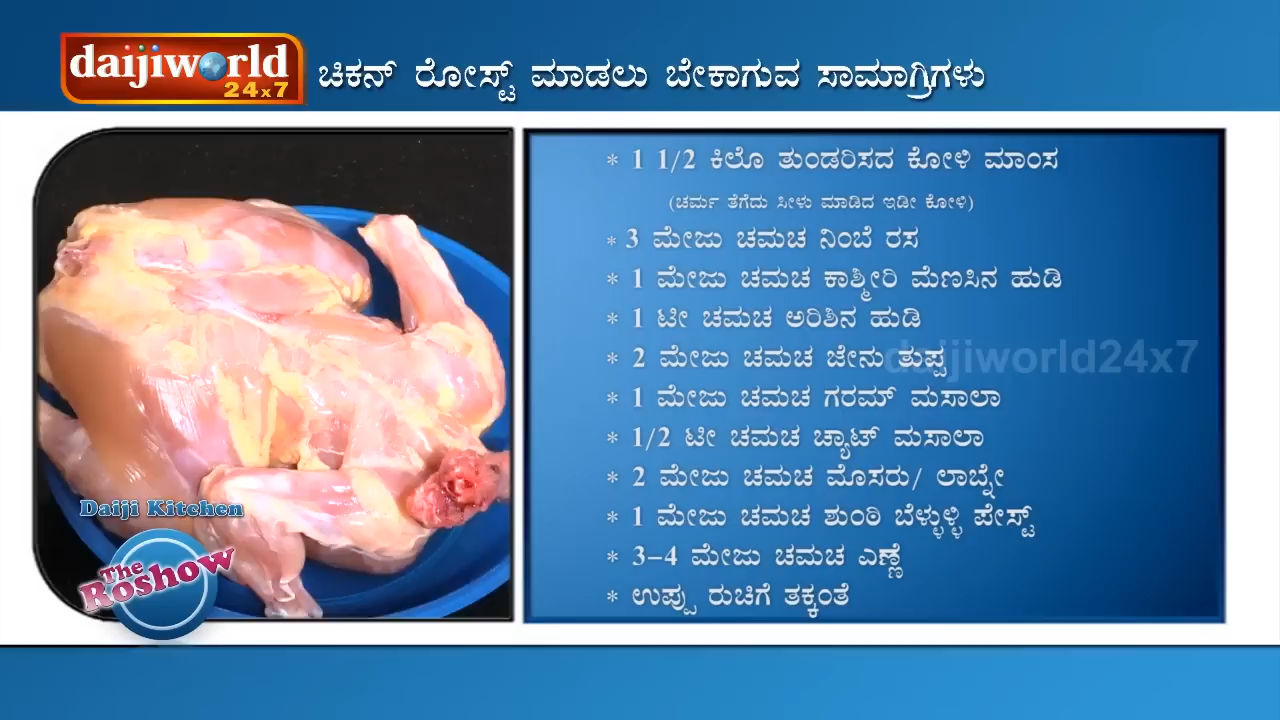 daijiworld
24x7
ಚಿಕನ್ ರೋಸ್ಟ್ ಮಾಡಲು ಬೇಕಾಗುವ ಸಾಮಾಗ್ರಿಗಳು
* 1 1/2 ಕಿಲೊ ತುಂಡರಿಸದ ಕೋಳಿ ಮಾಂಸ
(ಚರ್ಮ ತೆಗೆದು ಸೀಳು ಮಾಡಿದ ಇಡೀ ಕೋಳಿ)
* 3 ಮೇಜು ಚಮಚ ನಿಂಬೆ ರಸ
* 1 ಮೇಜು ಚಮಚ ಕಾಶ್ಮೀರಿ ಮೆಣಸಿನ ಹುಡಿ
* 1 ಟೀ ಚಮಚ ಅರಿಶಿನ ಹುಡಿ
* 2 ಮೇಜು ಚಮಚ ಜೇನು ತುಪ್ಪ
daijiworld24x7
* 1 ಮೇಜು ಚಮಚ ಗರಮ್ ಮಸಾಲಾ
* 1/2 ಟೀ ಚಮಚ ಚ್ಯಾಟ್ ಮಸಾಲಾ
* 2 ಮೇಜು ಚಮಚ ಮೊಸರು/ ಲಾಬ್ನೇ
* 1 ಮೇಜು ಚಮಚ ಶುಂಠಿ ಬೆಳ್ಳುಳ್ಳಿ ಪೇಸ್ಟ್
* 3-4 ಮೇಜು ಚಮಚ ಎಣ್ಣೆ
* ಉಪ್ಪು ರುಚಿಗೆ ತಕ್ಕಂತೆ
Daiji Kitchen
The
Roshow